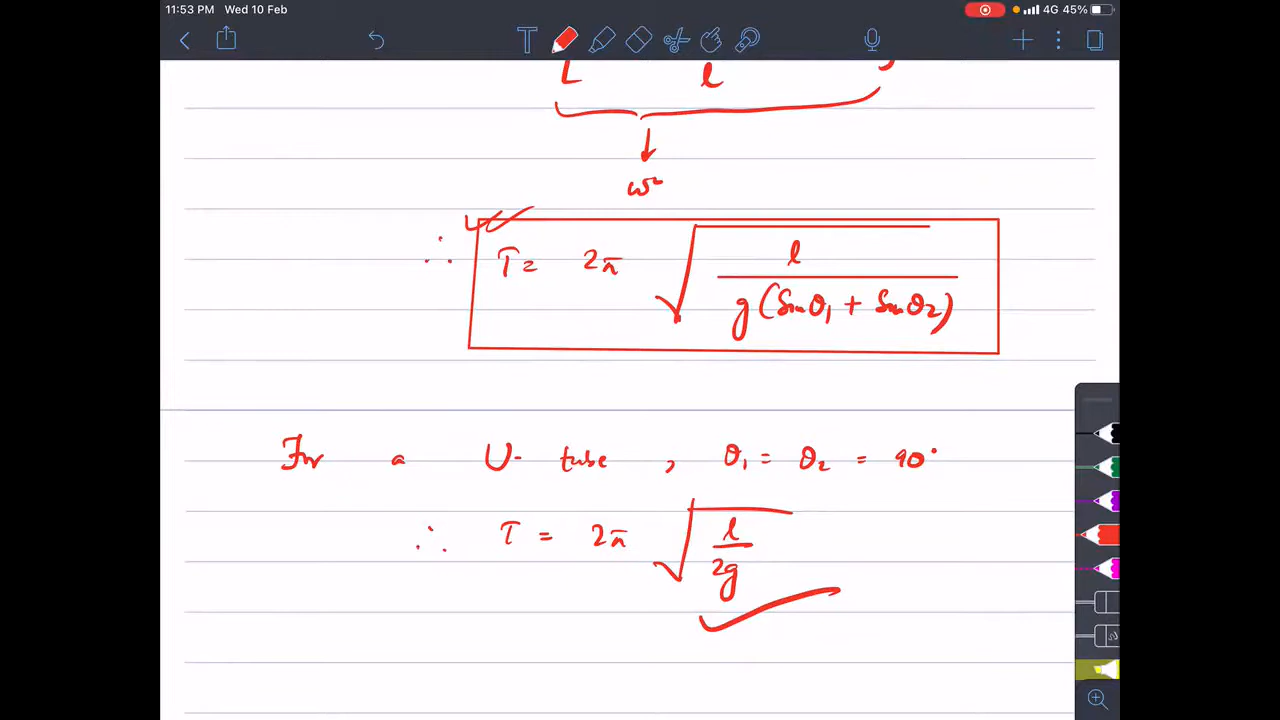 11:53 PM Wed 10 Feb 4G 45%
T
l
ω²
∴ T = 2π √ l / g(Sinθ₁ + Sinθ₂)
For a U- tube , θ₁ = θ₂ = 90°
∴ T = 2π √ l / 2g